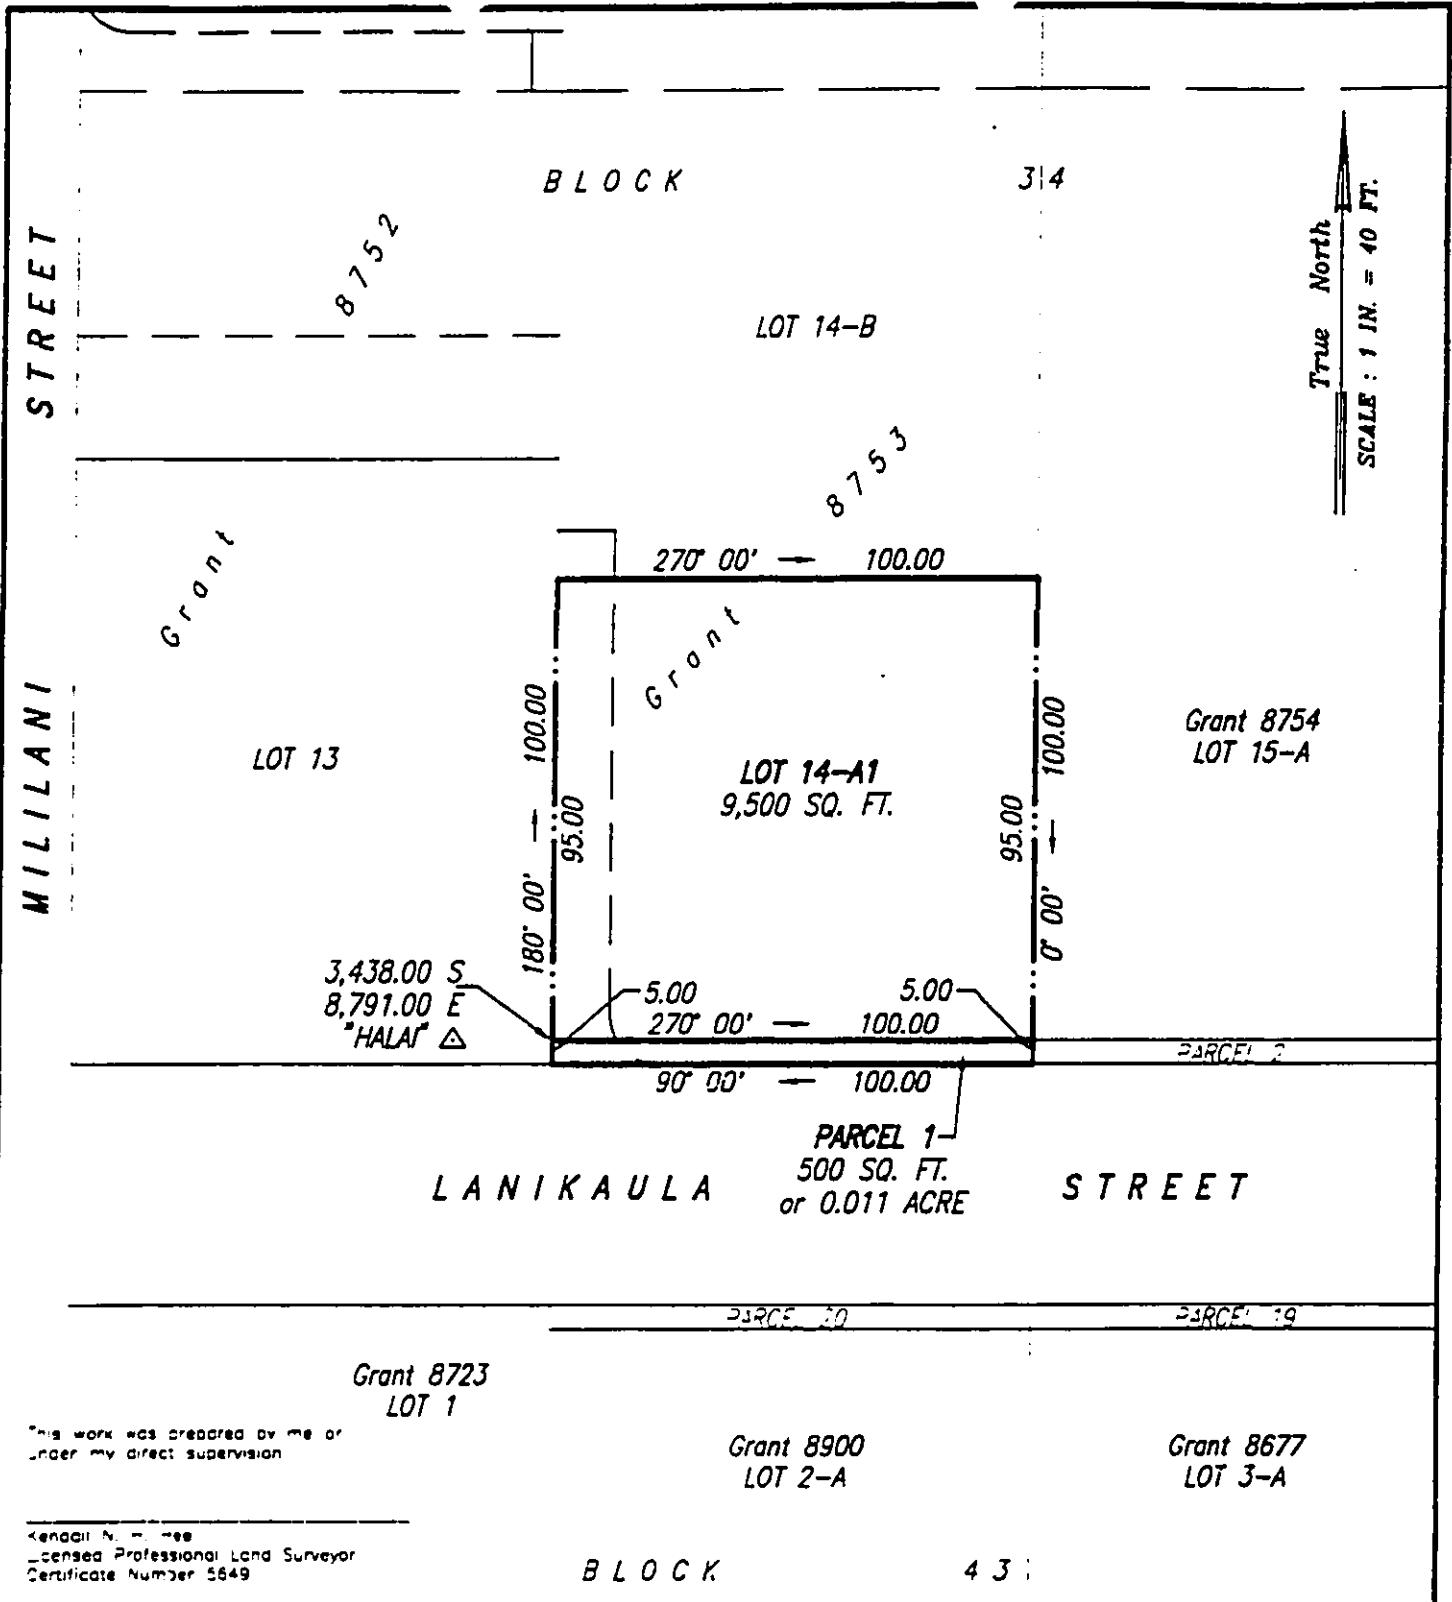 BLOCK 34
STREET
8752
True North
SCALE : 1 IN. = 40 FT.
LOT 14-B
8753
Grant
270° 00' 100.00
Grant
MILILANI
LOT 13
100.00
95.00
180° 00'
LOT 14-A1
9,500 SQ. FT.
100.00
95.00
0° 00'
Grant 8754
LOT 15-A
3,438.00 S
8,791.00 E
"HALAI"
5.00
5.00
270° 00' 100.00
PARCEL 2
90° 00' 100.00
PARCEL 1
500 SQ. FT.
or 0.011 ACRE
LANIKAULA STREET
PARCEL 20
PARCEL 19
Grant 8723
LOT 1
This work was prepared by me or
under my direct supervision
Grant 8900
LOT 2-A
Grant 8677
LOT 3-A
Kendall N. H.
Licensed Professional Land Surveyor
Certificate Number 5649
BLOCK 43